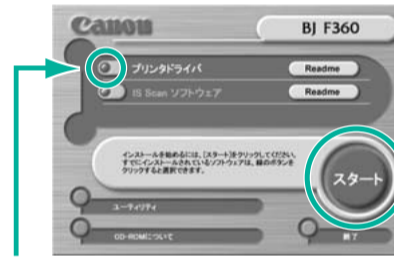 Canon
BJ F360
プリンタドライバ
Readme
IS Scan ソフトウェア
Readme
インストールを始めるには、[スタート]をクリックしてください。
すでにインストールされているソフトウェアは、緑のボタンを
クリックすると選択できます。
スタート
ユーティリティ
CD-ROMについて
終了